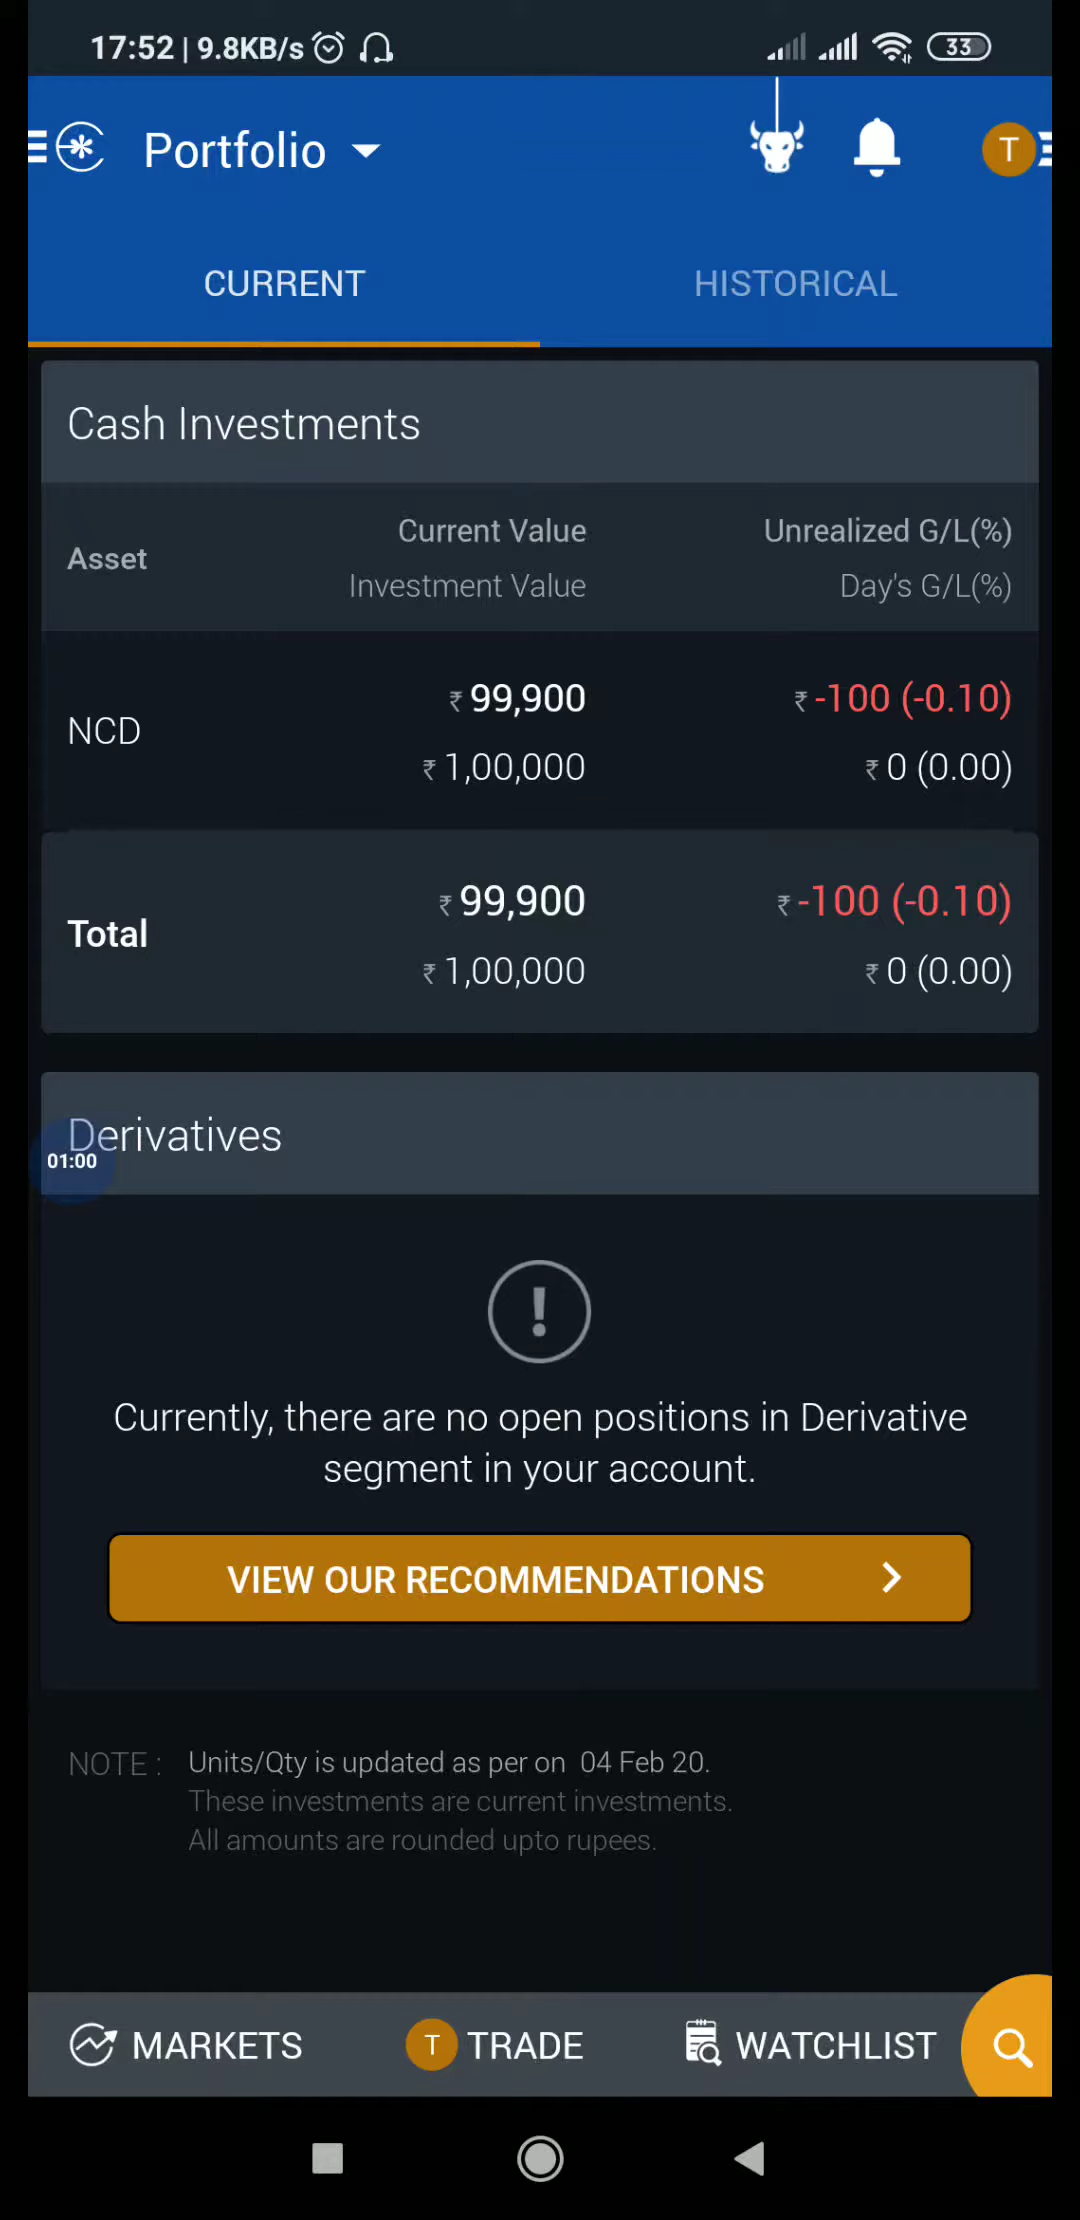 17:52 | 9.8KB/s
33
Portfolio
T
CURRENT
HISTORICAL
Cash Investments
Asset
Current Value
Unrealized G/L(%)
Investment Value
Day's G/L(%)
NCD
₹ 99,900
₹ -100 (-0.10)
₹ 1,00,000
₹ 0 (0.00)
Total
₹ 99,900
₹ -100 (-0.10)
₹ 1,00,000
₹ 0 (0.00)
Derivatives
01:00
Currently, there are no open positions in Derivative
segment in your account.
VIEW OUR RECOMMENDATIONS
NOTE : Units/Qty is updated as per on 04 Feb 20.
These investments are current investments.
All amounts are rounded upto rupees.
MARKETS
T TRADE
WATCHLIST